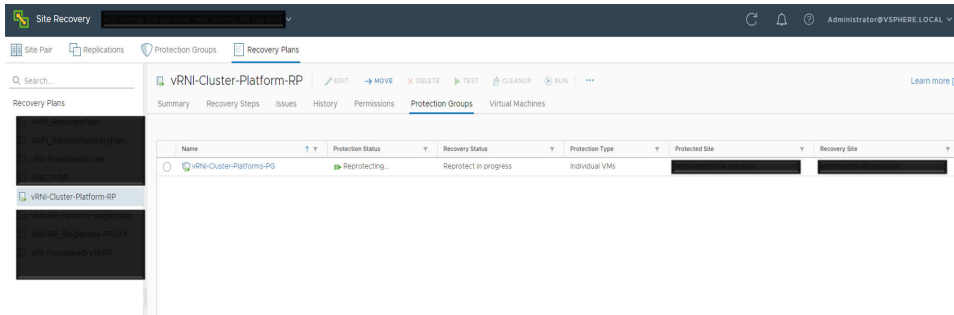 Site Recovery
Administrator@VSPHERE.LOCAL
Site Pair Replications Protection Groups Recovery Plans
Search...
vRNI-Cluster-Platform-RP EDIT MOVE DELETE TEST CLEANUP RUN ...
Learn more
Recovery Plans
Summary Recovery Steps Issues History Permissions Protection Groups Virtual Machines
Name Protection Status Recovery Status Protection Type Protected Site Recovery Site
vRNI-Cluster-Platforms-PG Reprotecting... Reprotect in progress Individual VMs
vRNI-Cluster-Platform-RP